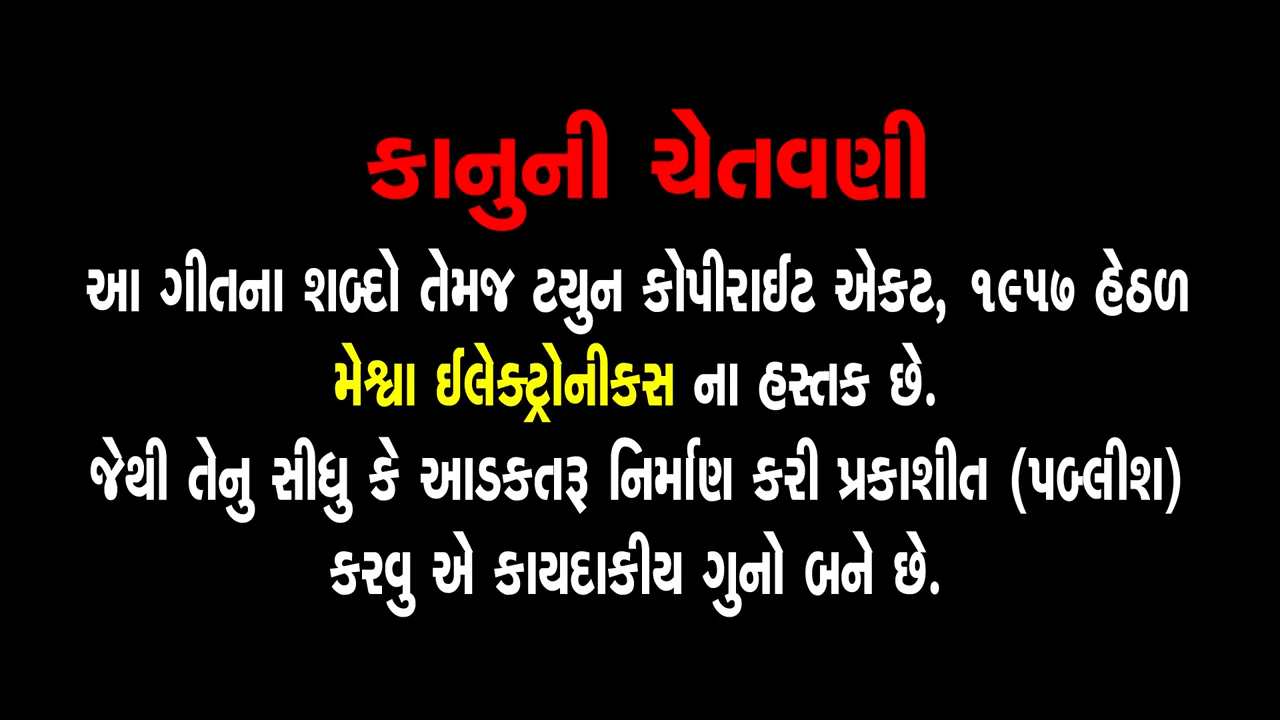 કાનુની ચેતવણી
આ ગીતના શબ્દો તેમજ ટયુન કોપીરાઈટ એકટ, ૧૯૫૭ હેઠળ
મેશ્વા ઈલેક્ટ્રોનીકસ ના હસ્તક છે.
જેથી તેનુ સીધુ કે આડકતરૂ નિર્માણ કરી પ્રકાશીત (પબ્લીશ)
કરવુ એ કાયદાકીય ગુનો બને છે.